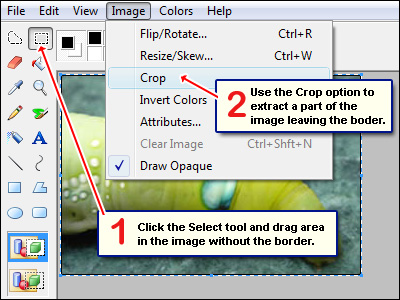 File Edit View Image Colors Help
Flip/Rotate... Ctrl+R
Resize/Skew... Ctrl+W
Crop
Invert Colors
Attributes...
Clear Image Ctrl+Shft+N
Draw Opaque
2 Use the Crop option to
extract a part of the
image leaving the boder.
1 Click the Select tool and drag area
in the image without the border.
A